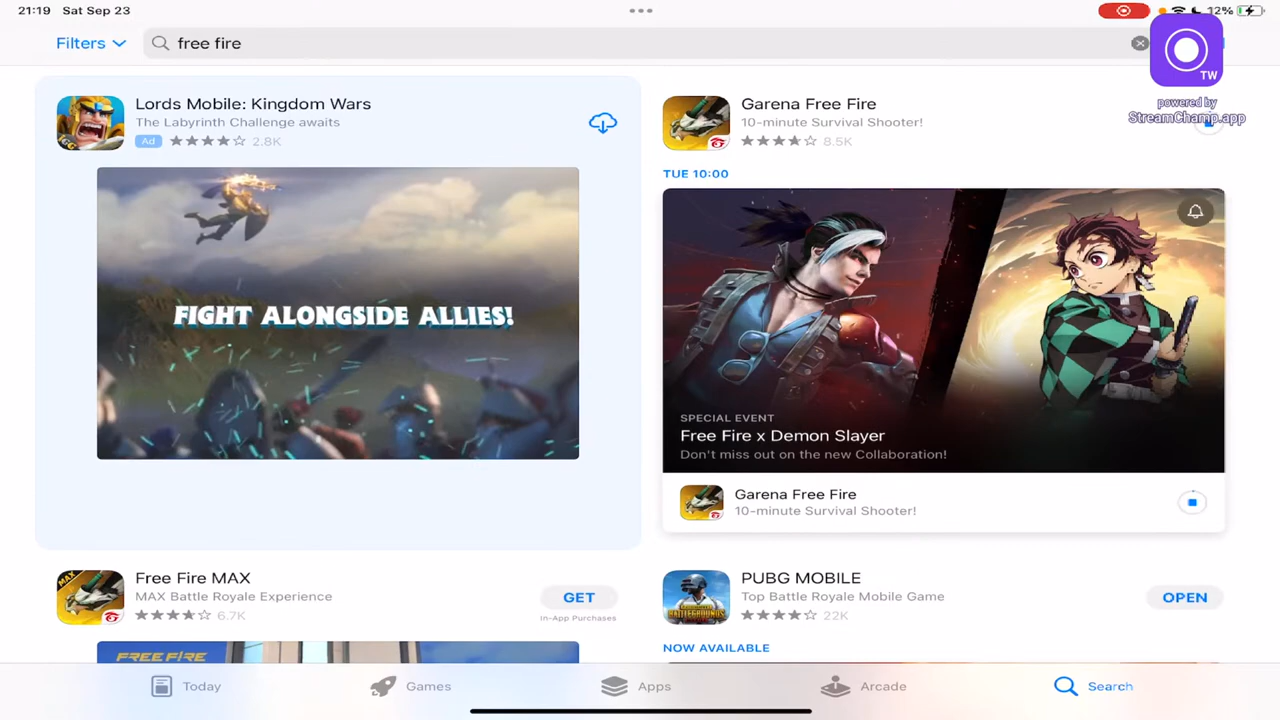 21:19 Sat Sep 23
12%
Filters
free fire
TW
powered by
StreamChamp.app
Lords Mobile: Kingdom Wars
The Labyrinth Challenge awaits
Ad 2.8K
FIGHT ALONGSIDE ALLIES!
Garena Free Fire
10-minute Survival Shooter!
8.5K
TUE 10:00
SPECIAL EVENT
Free Fire x Demon Slayer
Don't miss out on the new Collaboration!
Garena Free Fire
10-minute Survival Shooter!
Free Fire MAX
MAX Battle Royale Experience
6.7K
GET
In-App Purchases
MAX
FREE FIRE
PUBG MOBILE
Top Battle Royale Mobile Game
22K
OPEN
NOW AVAILABLE
Today
Games
Apps
Arcade
Search